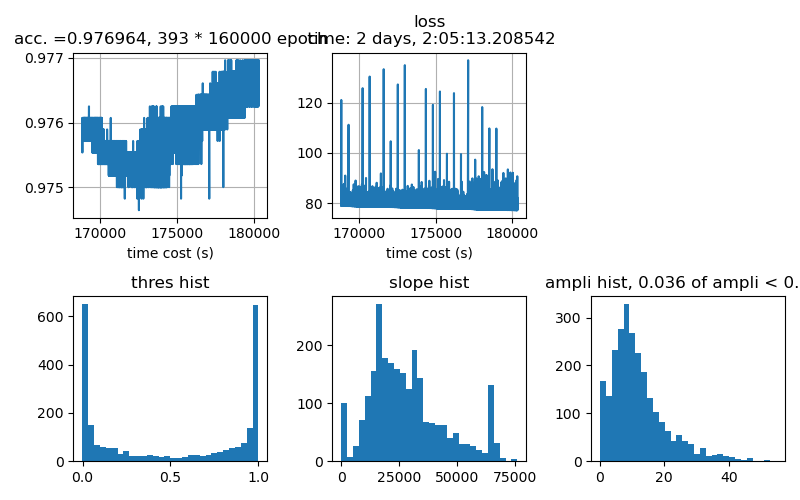 loss
acc. =0.976964, 393 * 160000 epoch
time: 2 days, 2:05:13.208542
0.977
0.976
0.975
120
100
80
170000 175000 180000
170000 175000 180000
time cost (s)
time cost (s)
thres hist
slope hist
ampli hist, 0.036 of ampli < 0.
600
400
200
0
250
200
150
100
50
0
300
200
100
0
0.0 0.5 1.0
0 25000 50000 75000
0 20 40